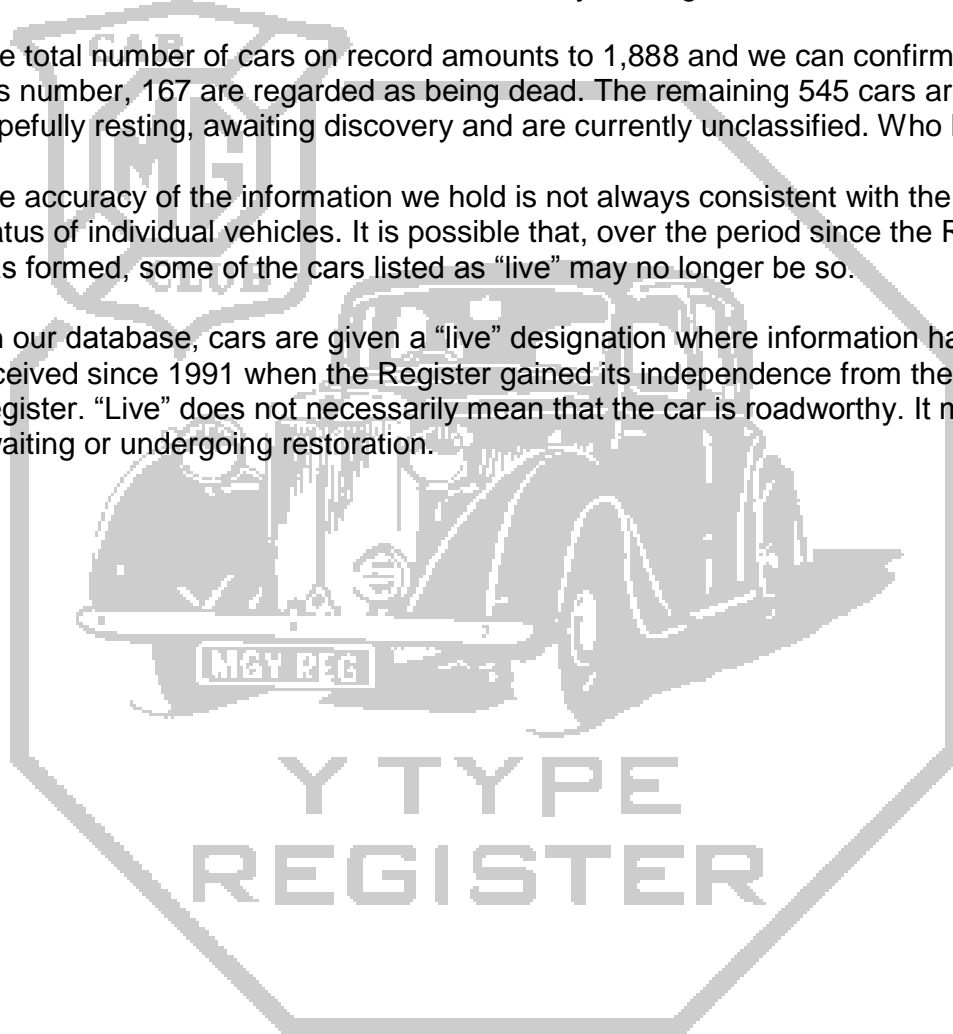 e total number of cars on record amounts to 1,888 and we can confirm
s number, 167 are regarded as being dead. The remaining 545 cars ar
pefully resting, awaiting discovery and are currently unclassified. Who
e accuracy of the information we hold is not always consistent with the
atus of individual vehicles. It is possible that, over the period since the R
s formed, some of the cars listed as “live” may no longer be so.
n our database, cars are given a “live” designation where information ha
ceived since 1991 when the Register gained its independence from the
egister. “Live” does not necessarily mean that the car is roadworthy. It m
waiting or undergoing restoration.
CAR
MG
CLUB
MGY REG
Y TYPE
REGISTER